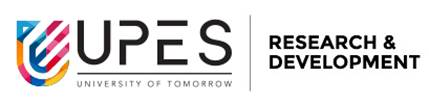 UPES
UNIVERSITY OF TOMORROW
RESEARCH &
DEVELOPMENT